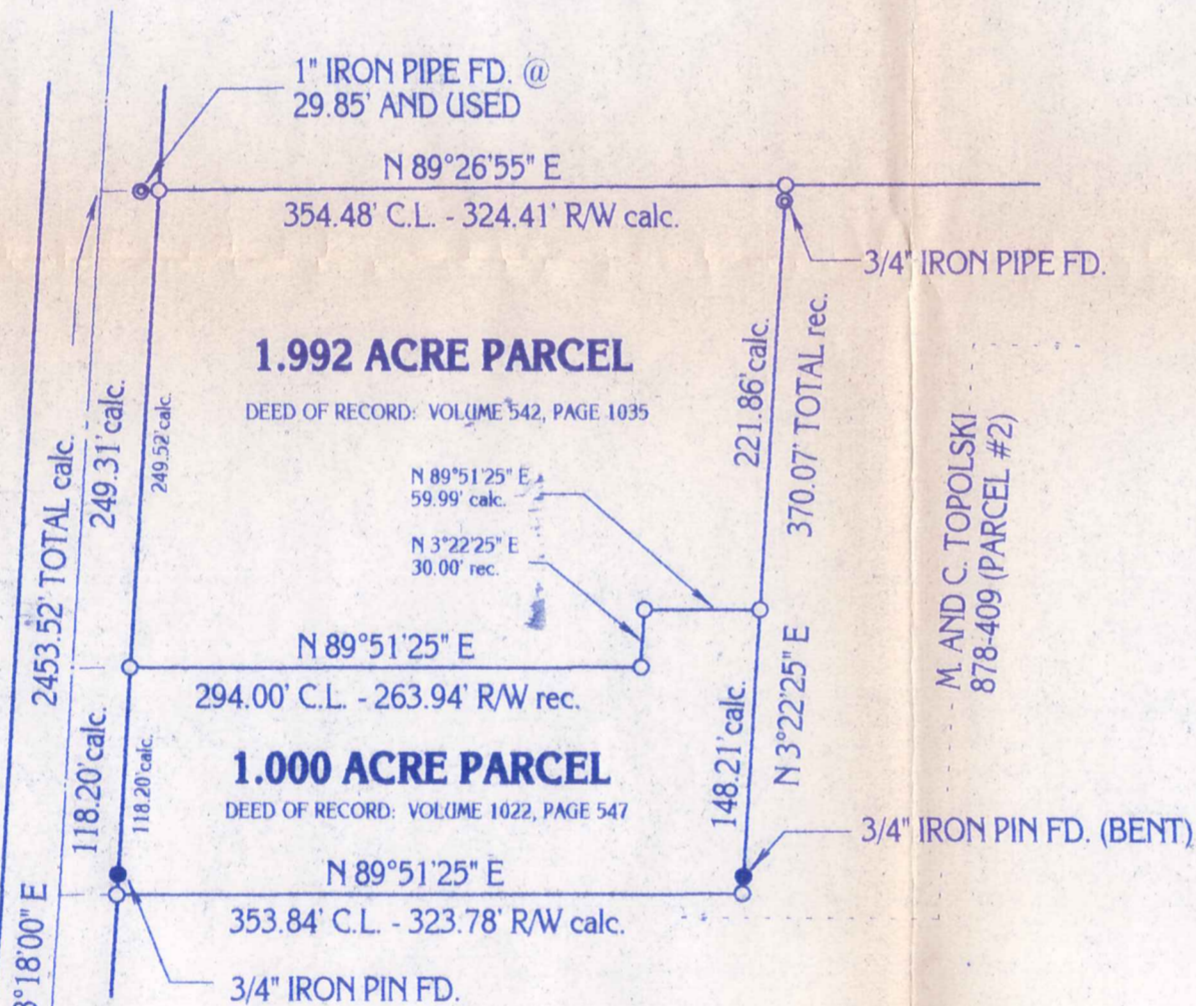 1" IRON PIPE FD. @
29.85' AND USED
N 89°26'55" E
354.48' C.L. - 324.41' R/W calc.
3/4" IRON PIPE FD.
1.992 ACRE PARCEL
DEED OF RECORD: VOLUME 542, PAGE 1035
2453.52' TOTAL calc.
249.31' calc.
249.52' calc.
221.86' calc.
370.07' TOTAL rec.
N 89°51'25" E
59.99' calc.
N 3°22'25" E
30.00' rec.
M. AND C. TOPOLSKI
878-409 (PARCEL #2)
N 89°51'25" E
294.00' C.L. - 263.94' R/W rec.
118.20' calc.
118.20' calc.
1.000 ACRE PARCEL
DEED OF RECORD: VOLUME 1022, PAGE 547
148.21' calc.
N 3°22'25" E
3/4" IRON PIN FD. (BENT)
N 89°51'25" E
353.84' C.L. - 323.78' R/W calc.
3/4" IRON PIN FD.
°18'00" E